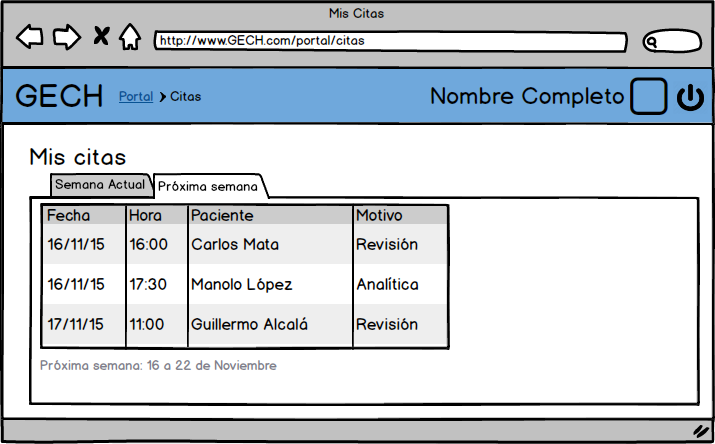 Mis Citas
http://www.GECH.com/portal/citas
GECH Portal Citas Nombre Completo
Mis citas
Semana Actual Próxima semana
Fecha Hora Paciente Motivo
16/11/15 16:00 Carlos Mata Revisión
16/11/15 17:30 Manolo López Analítica
17/11/15 11:00 Guillermo Alcalá Revisión
Próxima semana: 16 a 22 de Noviembre